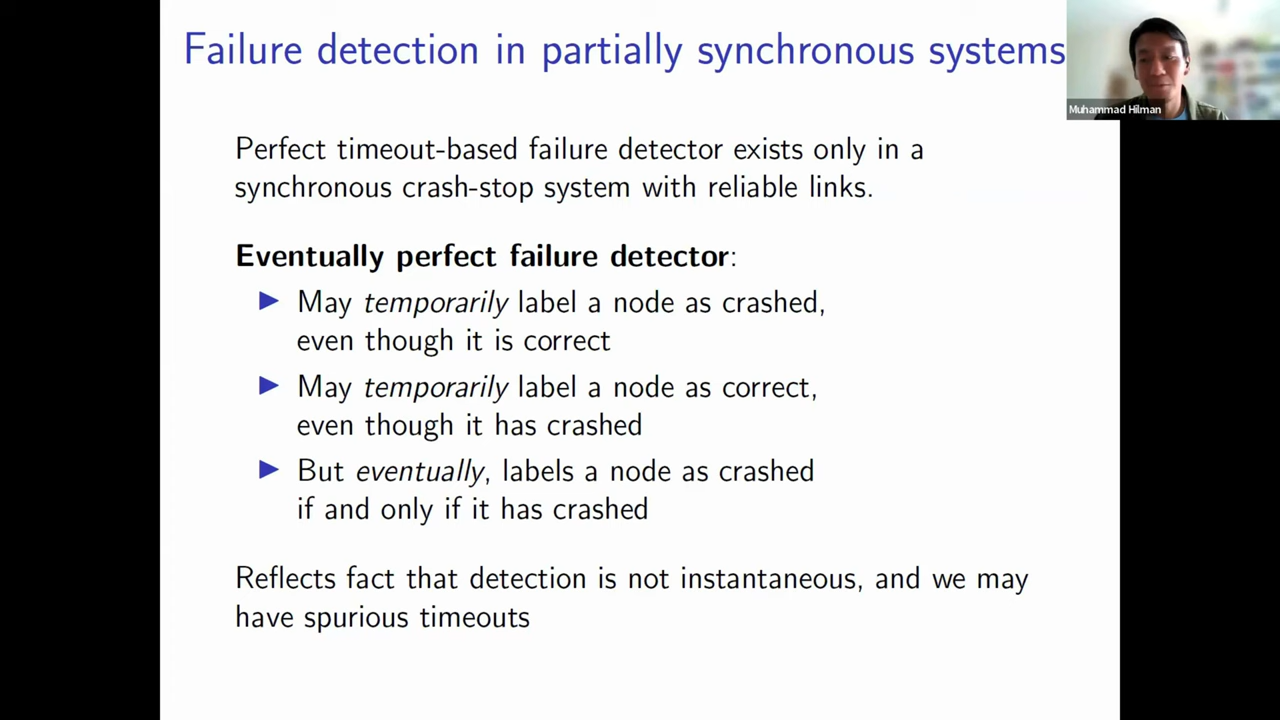 Failure detection in partially synchronous systems
Muhammad Hilman
Perfect timeout-based failure detector exists only in a
synchronous crash-stop system with reliable links.
Eventually perfect failure detector:
▶ May temporarily label a node as crashed,
even though it is correct
▶ May temporarily label a node as correct,
even though it has crashed
▶ But eventually, labels a node as crashed
if and only if it has crashed
Reflects fact that detection is not instantaneous, and we may
have spurious timeouts